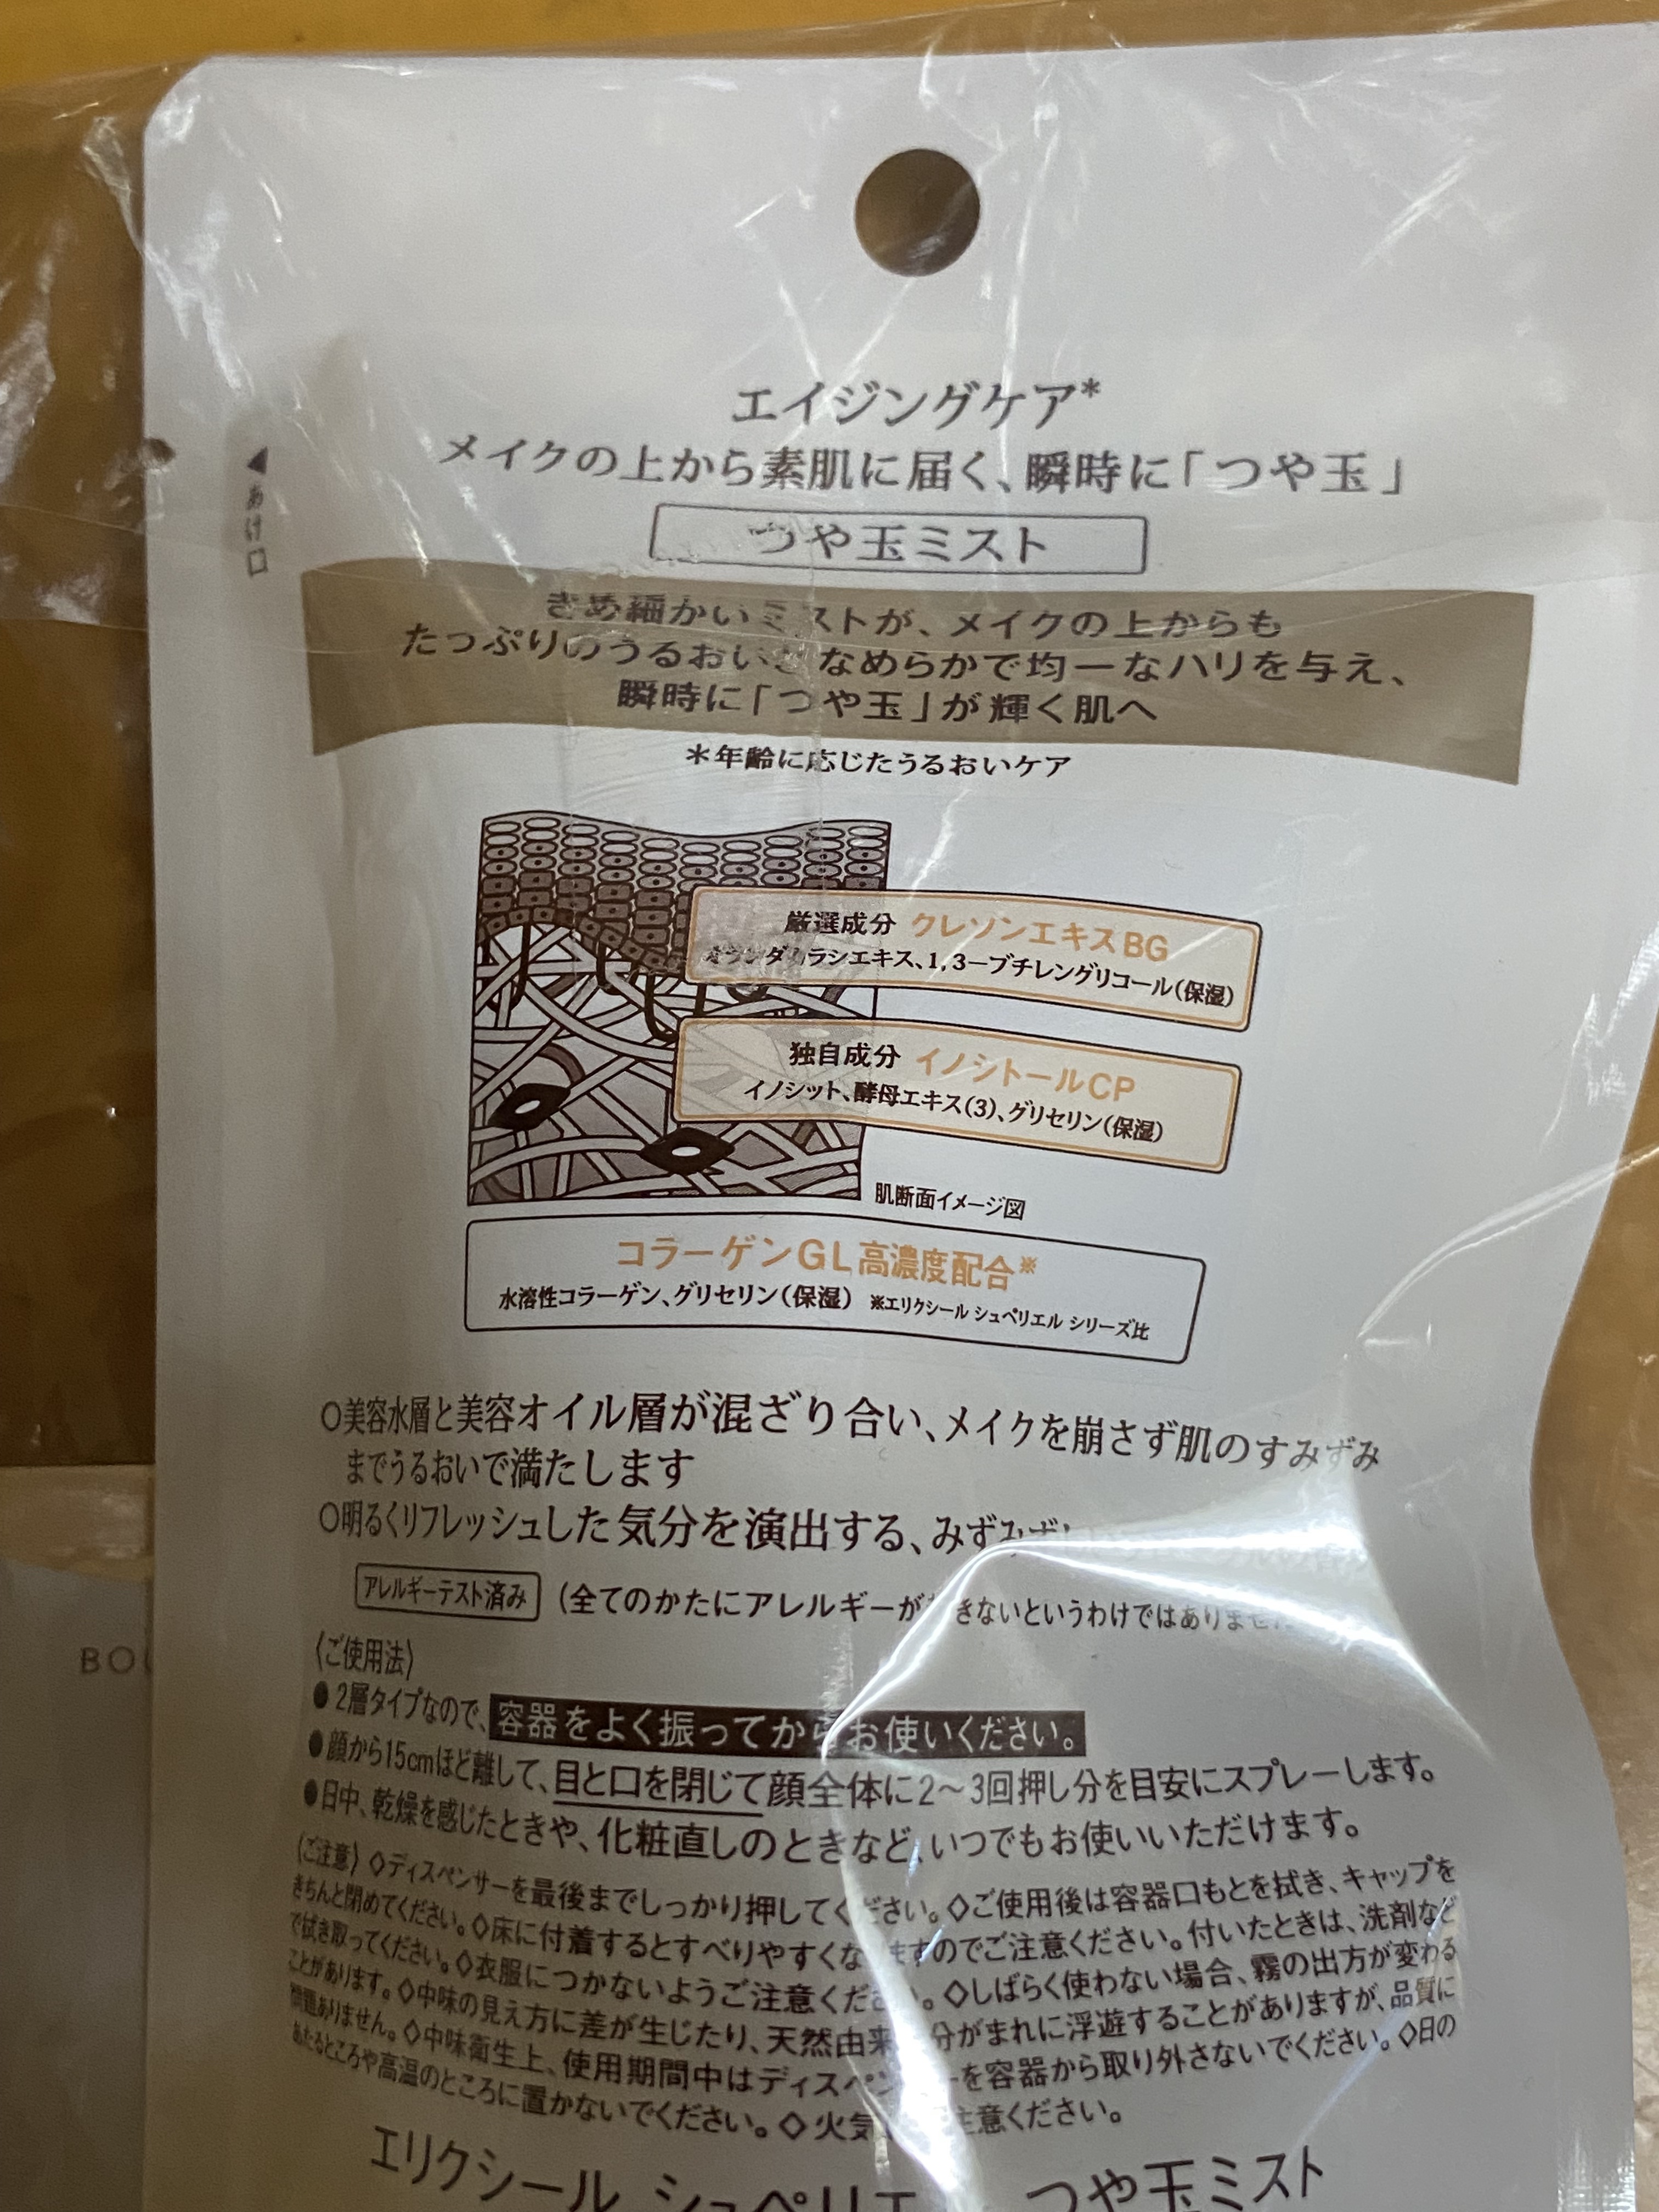 エイジングケア*
メイクの上から素肌に届く、瞬時に「つや玉」
あけ口
つや玉ミスト
きめ細かいミストが、メイクの上からも
たっぷりのうるおいとなめらかで均一なハリを与え、
瞬時に「つや玉」が輝く肌へ
*年齢に応じたうるおいケア
厳選成分 クレソンエキスBG
オランダカラシエキス、1,3-ブチレングリコール(保湿)
独自成分 イノシトールCP
イノシット、酵母エキス(3)、グリセリン(保湿)
肌断面イメージ図
コラーゲンGL高濃度配合※
水溶性コラーゲン、グリセリン(保湿) ※エリクシール シュペリエル シリーズ比
○美容水層と美容オイル層が混ざり合い、メイクを崩さず肌のすみずみ
までうるおいで満たします
○明るくリフレッシュした気分を演出する、みずみず
アレルギーテスト済み (全てのかたにアレルギーが きないというわけではありませ
〈ご使用法〉
●2層タイプなので、容器をよく振ってからお使いください。
●顔から15cmほど離して、目と口を閉じて顔全体に2~3回押し分を目安にスプレーします。
●日中、乾燥を感じたときや、化粧直しのときなど、いつでもお使いいただけます。
〈ご注意〉◇ディスペンサーを最後までしっかり押してください。◇ご使用後は容器口もとを拭き、キャップを
きちんと閉めてください。◇床に付着するとすべりやすくなりますのでご注意ください。付いたときは、洗剤など
で拭き取ってください。◇衣服につかないようご注意ください。◇しばらく使わない場合、霧の出方が変わる
ことがあります。◇中味の見え方に差が生じたり、天然由来 分がまれに浮遊することがありますが、品質に
問題ありません。◇中味衛生上、使用期間中はディスペンサーを容器から取り外さないでください。◇日の
あたるところや高温のところに置かないでください。◇火気 注意ください。
エリクシール シュペリエ つや玉ミスト
BOU